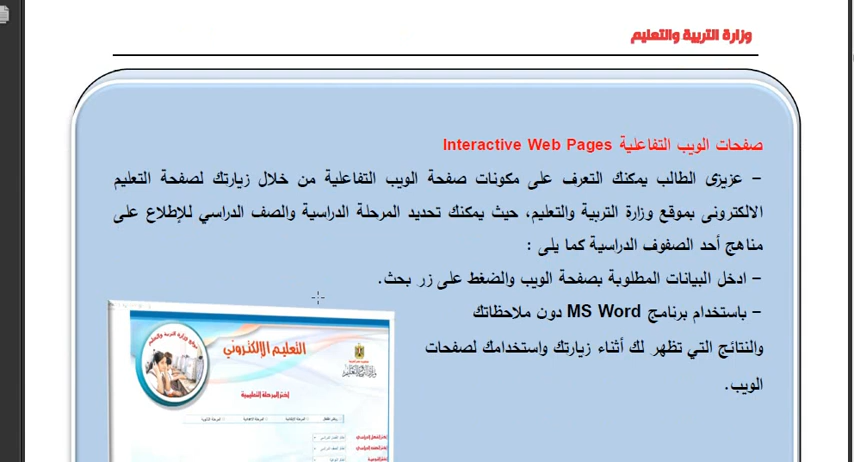 وزارة التربية والتعليم
صفحات الويب التفاعلية Interactive Web Pages
- عزيزى الطالب يمكنك التعرف على مكونات صفحة الويب التفاعلية من خلال زيارتك لصفحة التعليم
الالكترونى بموقع وزارة التربية والتعليم، حيث يمكنك تحديد المرحلة الدراسية والصف الدراسي للإطلاع على
مناهج أحد الصفوف الدراسية كما يلى :
- ادخل البيانات المطلوبة بصفحة الويب والضغط على زر بحث.
- باستخدام برنامج MS Word دون ملاحظاتك
والنتائج التي تظهر لك أثناء زيارتك واستخدامك لصفحات
الويب.
التعليم الإلكتروني
إختر المرحلة التعليمية